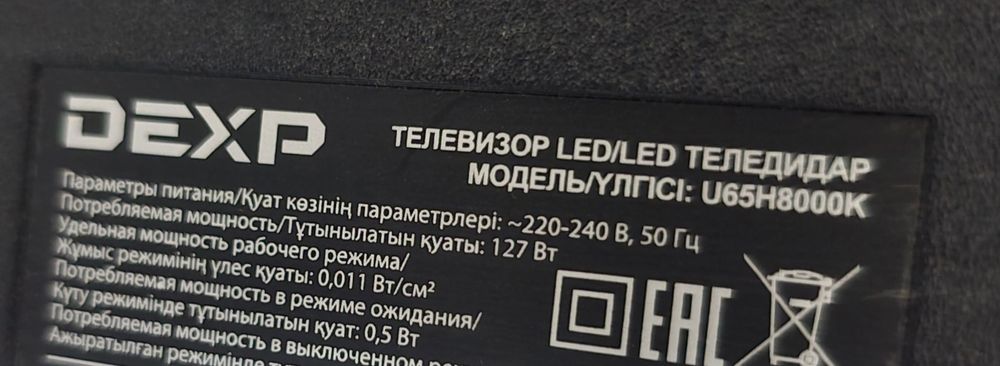 DEXP
ТЕЛЕВИЗОР LED/LED ТЕЛЕДИДАР
МОДЕЛЬ/ҮЛГІСІ: U65H8000K
Параметры питания/Қуат көзінің параметрлері: ~220-240 В, 50 Гц
Потребляемая мощность/Тұтынылатын қуаты: 127 Вт
Удельная мощность рабочего режима/
Жұмыс режимінің үлес қуаты: 0,011 Вт/см²
Потребляемая мощность в режиме ожидания/
Күту режимінде тұтынылатын қуат: 0,5 Вт
Потребляемая мощность в выключенном
Ажыратылған режимінде
EAC